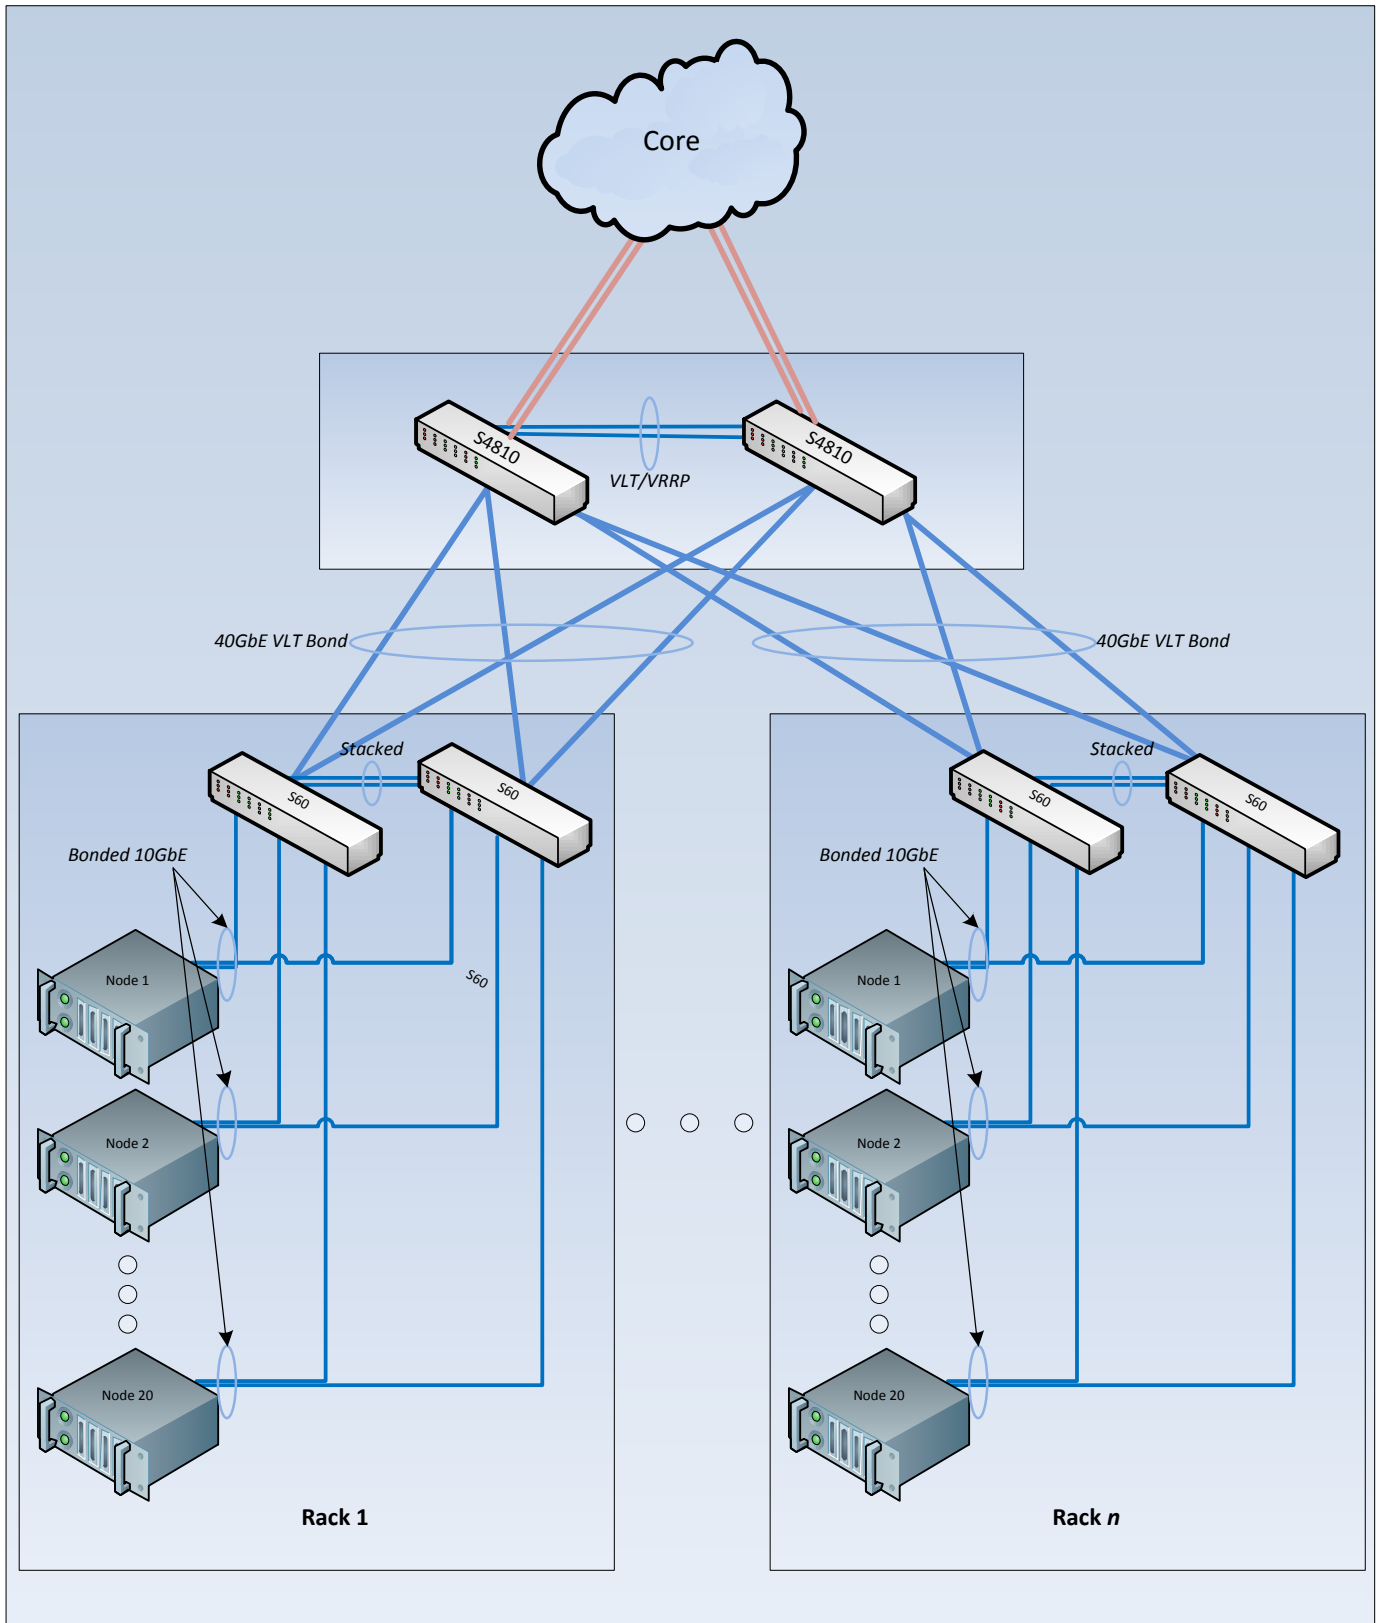 Core
S4810
S4810
VLT/VRRP
40GbE VLT Bond
40GbE VLT Bond
Stacked
S60
S60
Bonded 10GbE
Node 1
S60
Node 2
Node 20
Rack 1
Stacked
S60
S60
Bonded 10GbE
Node 1
Node 2
Node 20
Rack n